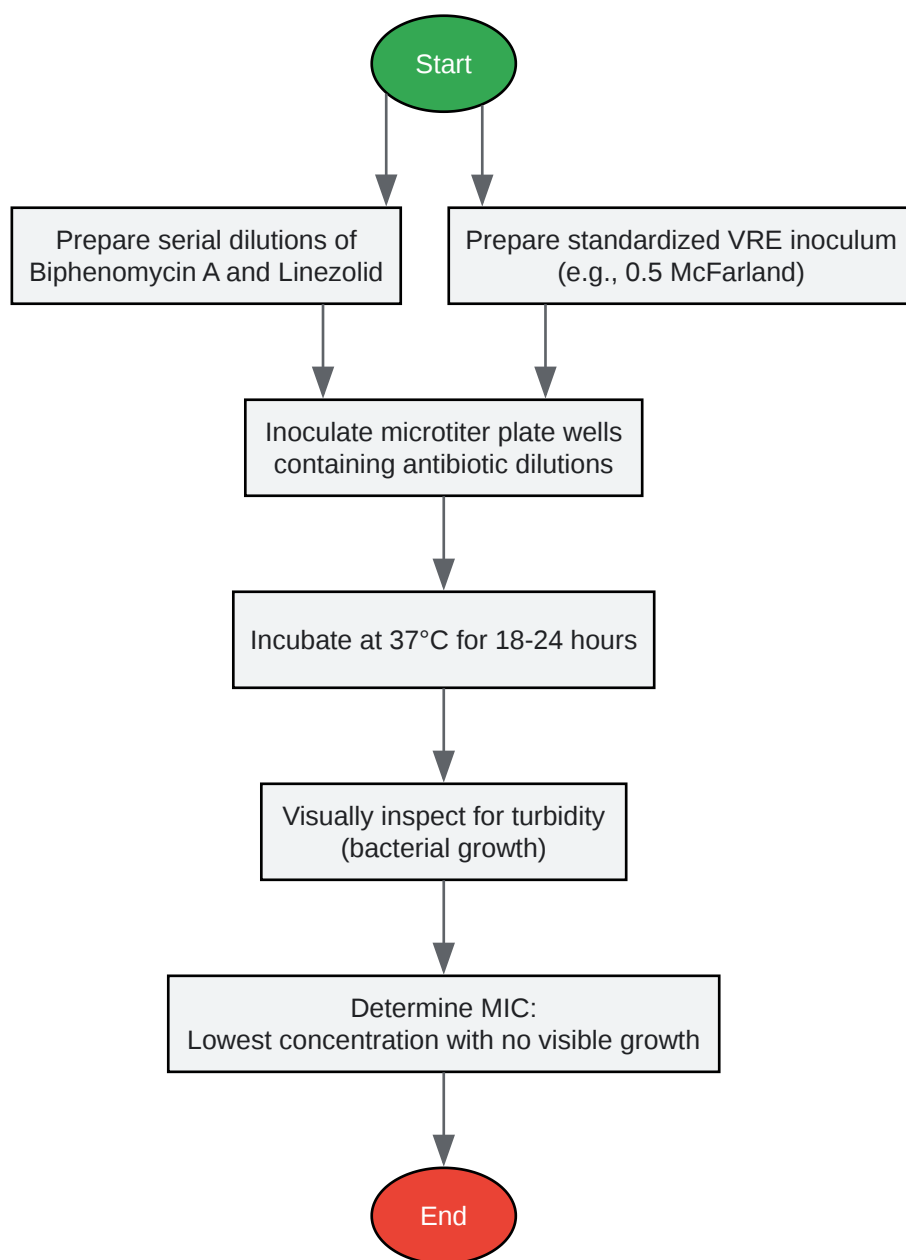 Start
Prepare serial dilutions of
Biphenomycin A and Linezolid
Prepare standardized VRE inoculum
(e.g., 0.5 McFarland)
Inoculate microtiter plate wells
containing antibiotic dilutions
Incubate at 37°C for 18-24 hours
Visually inspect for turbidity
(bacterial growth)
Determine MIC:
Lowest concentration with no visible growth
End